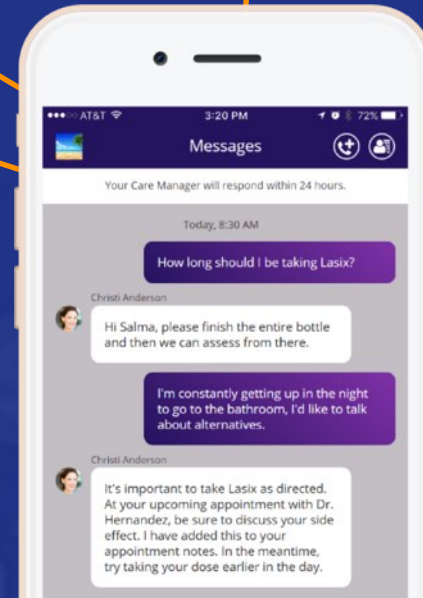 AT&T 3:20 PM 72%
Messages
Your Care Manager will respond within 24 hours.
Today, 8:30 AM
How long should I be taking Lasix?
Christi Anderson
Hi Salma, please finish the entire bottle
and then we can assess from there.
I'm constantly getting up in the night
to go to the bathroom, I'd like to talk
about alternatives.
Christi Anderson
It's important to take Lasix as directed.
At your upcoming appointment with Dr.
Hernandez, be sure to discuss your side
effect. I have added this to your
appointment notes. In the meantime,
try taking your dose earlier in the day.